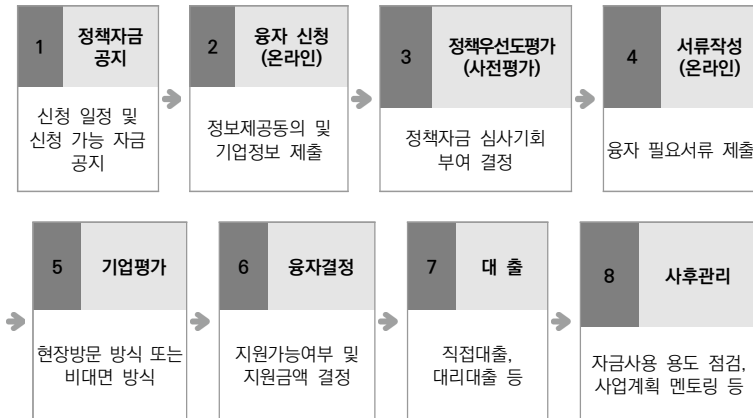 1
정책자금
공지
신청 일정 및
신청 가능 자금
공지
2
융자 신청
(온라인)
정보제공동의 및
기업정보 제출
3
정책우선도평가
(사전평가)
정책자금 심사기회
부여 결정
4
서류작성
(온라인)
융자 필요서류 제출
5
기업평가
현장방문 방식 또는
비대면 방식
6
융자결정
지원가능여부 및
지원금액 결정
7
대 출
직접대출,
대리대출 등
8
사후관리
자금사용 용도 점검,
사업계획 멘토링 등